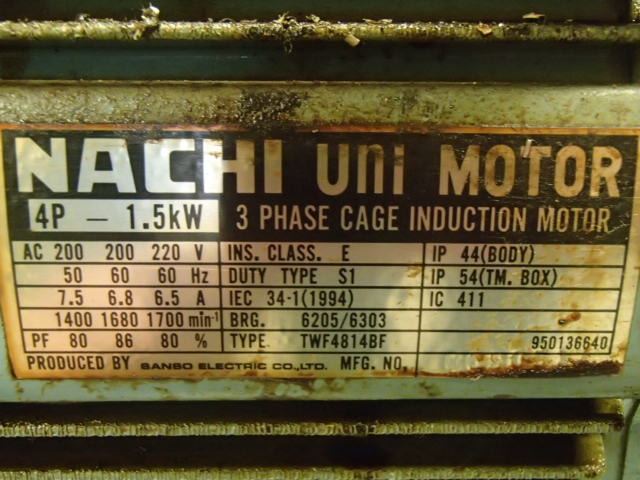 NACHI Uni MOTOR
4P - 1.5kW 3 PHASE CAGE INDUCTION MOTOR
AC 200 200 220 V INS. CLASS. E IP 44(BODY)
50 60 60 Hz DUTY TYPE S1 IP 54(TM. BOX)
7.5 6.8 6.5 A IEC 34-1(1994) IC 411
1400 1680 1700 min⁻¹ BRG. 6205/6303
PF 80 86 80 % TYPE TWF4814BF 950136640
PRODUCED BY SANBO ELECTRIC CO., LTD. MFG. NO.